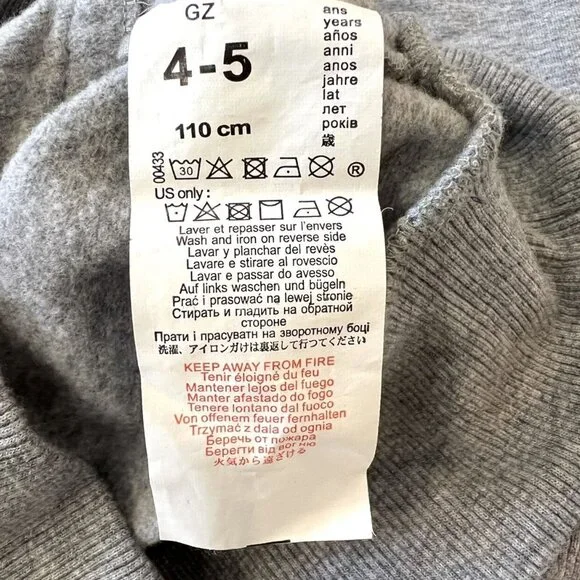 GZ
4-5
110 cm
ans
years
años
anni
anos
jahre
lat
лет
років
歳
00433
30
®
US only :
Laver et repasser sur l'envers
Wash and iron on reverse side
Lavar y planchar del revès
Lavare e stirare al rovescio
Lavar e passar do avesso
Auf links waschen und bügeln
Prać i prasować na lewej stronie
Стирать и гладить на обратной
стороне
Прати і прасувати на зворотному боці
洗濯、アイロンがけは裏返して行つてください
KEEP AWAY FROM FIRE
Tenir éloigné du feu
Mantener lejos del fuego
Manter afastado do fogo
Tenere lontano dal fuoco
Von offenem feuer fernhalten
Trzymać z dala od ognia
Беречь от пожара
Берегти від вогню
火気から遠ざける